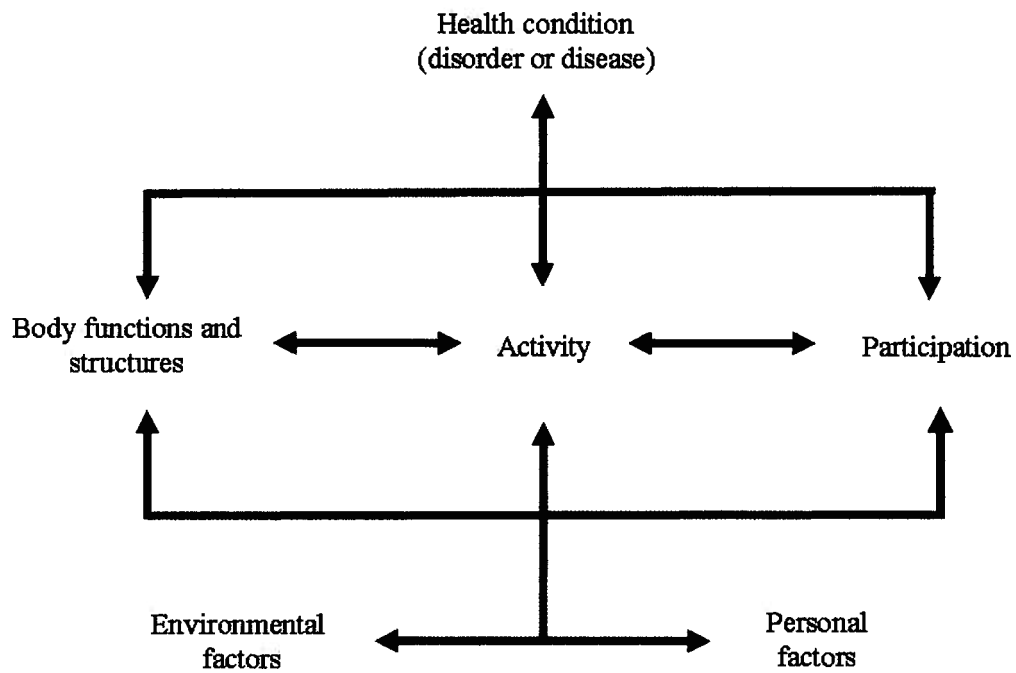 Health condition
(disorder or disease)
Body functions and
structures
Activity
Participation
Environmental
factors
Personal
factors